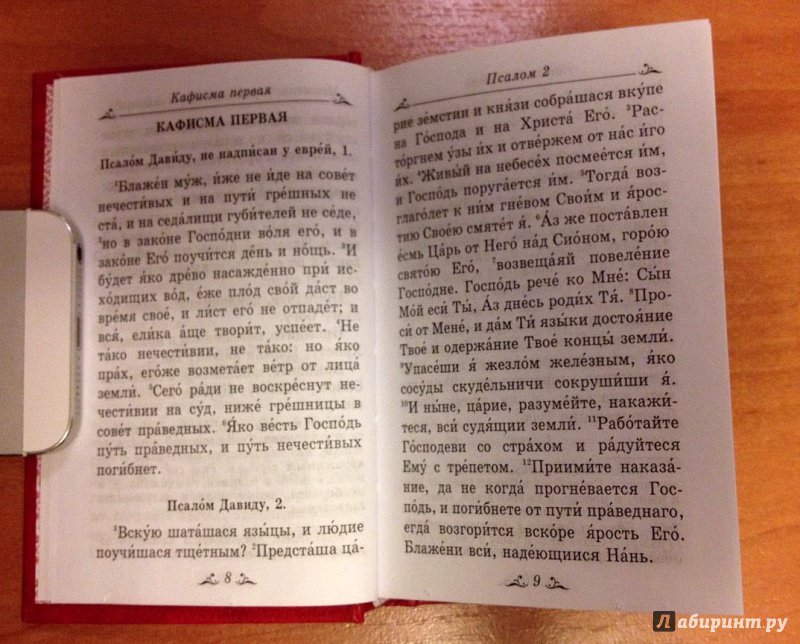 Кафисма первая
КАФИСМА ПЕРВАЯ
Псало́м Дави́ду, не надпи́сан у евре́й, 1.
¹Блаже́н му́ж, и́же не и́де на сове́т
нечести́вых и на пути́ гре́шных не
ста́, и на седа́лищи губи́телей не се́де,
²но в зако́не Госпо́дни во́ля его́, и в
зако́не Его́ поучи́тся де́нь и но́щь. ³И
бу́дет я́ко дре́во насажде́нно при ис-
хо́дищих во́д, е́же пло́д сво́й да́ст во
вре́мя свое́, и ли́ст его́ не отпаде́т; и
вся́, ели́ка а́ще твори́т, успе́ет. ⁴Не
та́ко нечести́вии, не та́ко: но я́ко
пра́х, его́же возмета́ет ве́тр от лица́
земли́. ⁵Сего́ ра́ди не воскре́снут не-
чести́вии на су́д, ниже́ гре́шницы в
сове́т пра́ведных. ⁶Я́ко ве́сть Госпо́дь
пу́ть пра́ведных, и пу́ть нечести́вых
поги́бнет.
Псало́м Дави́ду, 2.
¹Вску́ю шата́шася язы́цы, и лю́дие
поучи́шася тще́тным? ²Предста́ша ца́-
8
Псалом 2
рие зе́мстии и кня́зи собра́шася вку́пе
на Го́спода и на Христа́ Его́. ³Рас-
то́ргнем у́зы и́х и отве́ржем от на́с и́го
и́х. ⁴Живы́й на небесе́х посмее́тся и́м,
и Госпо́дь поруга́ется и́м. ⁵Тогда́ воз-
глаго́лет к ни́м гне́вом Свои́м и я́рос-
тию Свое́ю смяте́т я́. ⁶А́з же поста́влен
е́смь Ца́рь от Него́ над Сио́ном, горо́ю
свято́ю Его́, ⁷возвеща́яй повеле́ние
Госпо́дне. Госпо́дь рече́ ко Мне́: Сы́н
Мо́й еси́ Ты́, А́з дне́сь роди́х Тя́. ⁸Про-
си́ от Мене́, и да́м Ти́ язы́ки достоя́ние
Твое́ и одержа́ние Твое́ концы́ земли́.
⁹Упасе́ши я́ жезло́м желе́зным, я́ко
сосу́ды скуде́льничи сокруши́ши я́.
¹⁰И ны́не, ца́рие, разуме́йте, накажи́-
теся, вси́ судя́щии земли́. ¹¹Рабо́тайте
Го́сподеви со стра́хом и ра́дуйтеся
Ему́ с тре́петом. ¹²Приими́те наказа́-
ние, да не когда́ прогне́вается Гос-
по́дь, и поги́бнете от пути́ пра́веднаго,
егда́ возгори́тся вско́ре я́рость Его́.
Блаже́ни вси́, наде́ющиися На́нь.
9
Лабиринт.ру